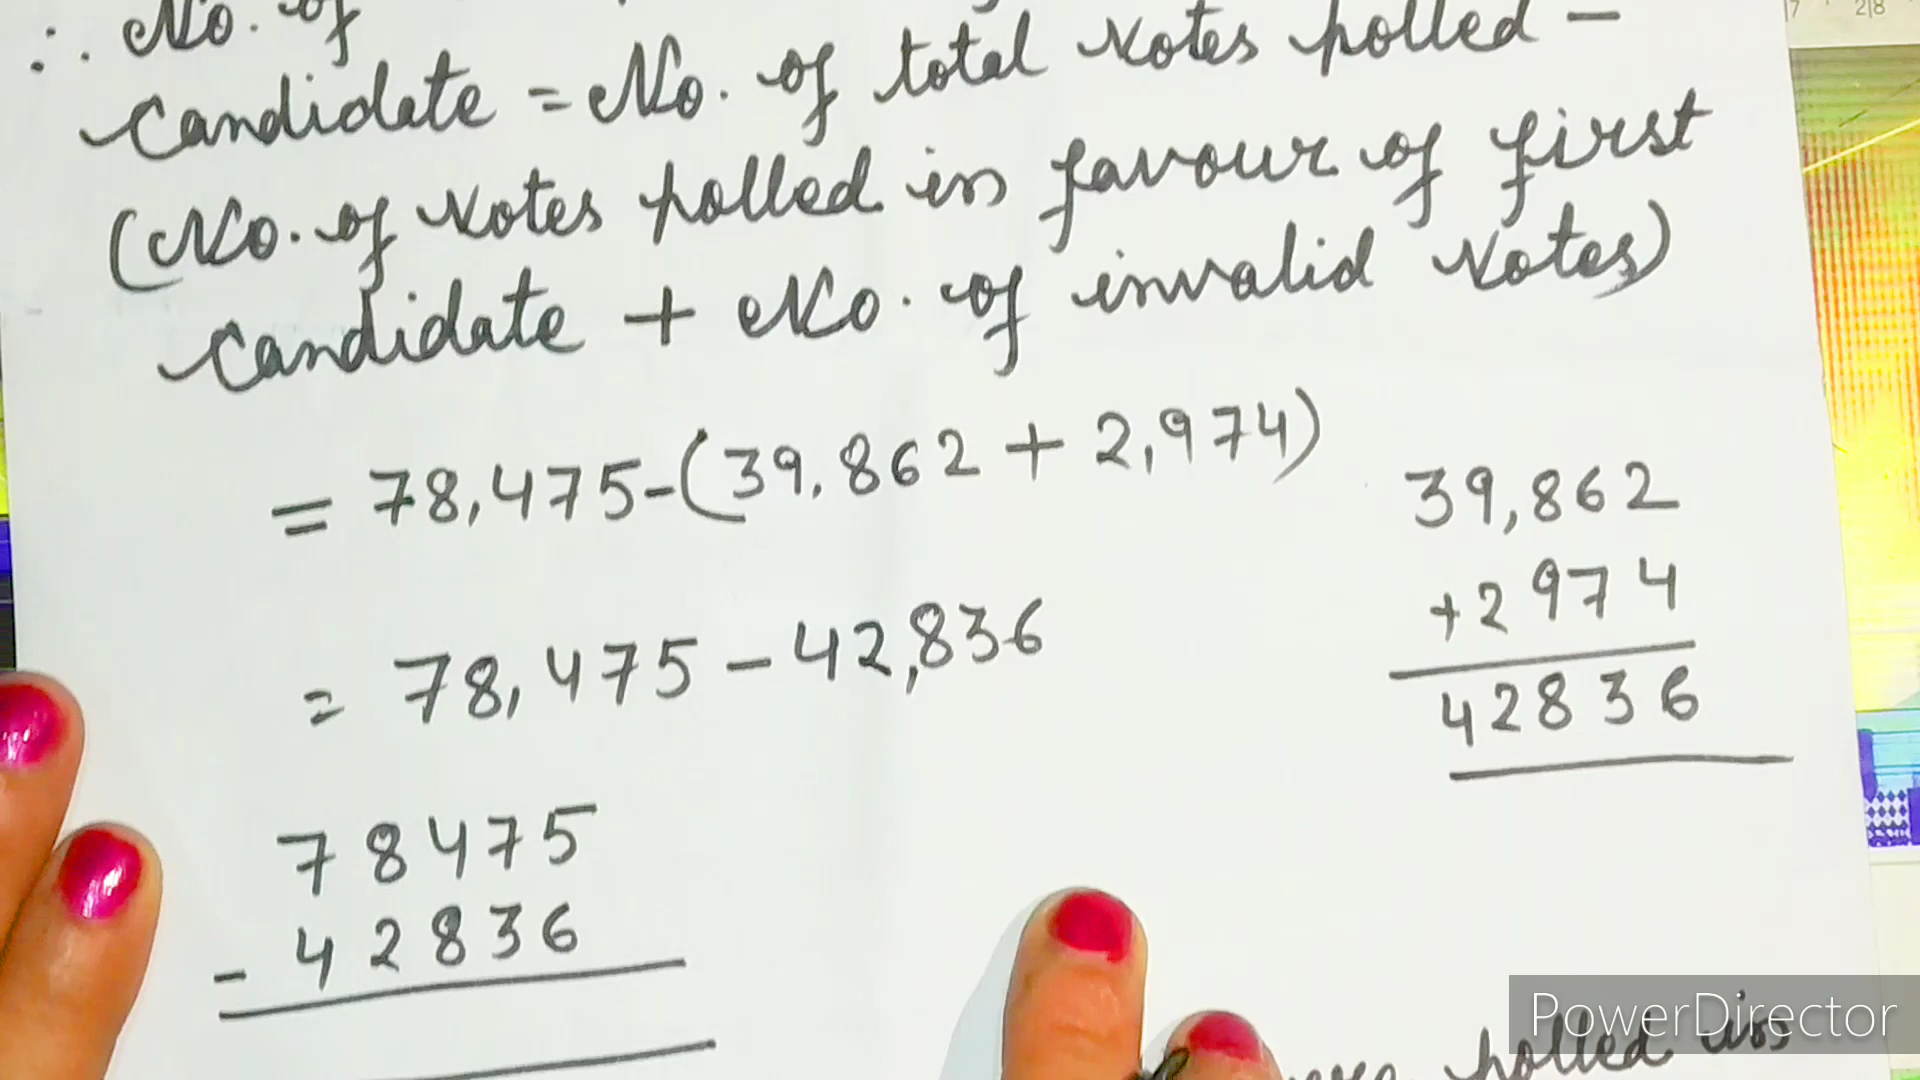 ∴ No. of
Candidate = No. of total votes polled -
(No. of votes polled in favour of first
Candidate + No. of invalid votes)
= 78,475-(39,862 + 2,974)
39,862
+2974
42836
= 78,475 - 42,836
78475
- 42836
polled in
PowerDirector